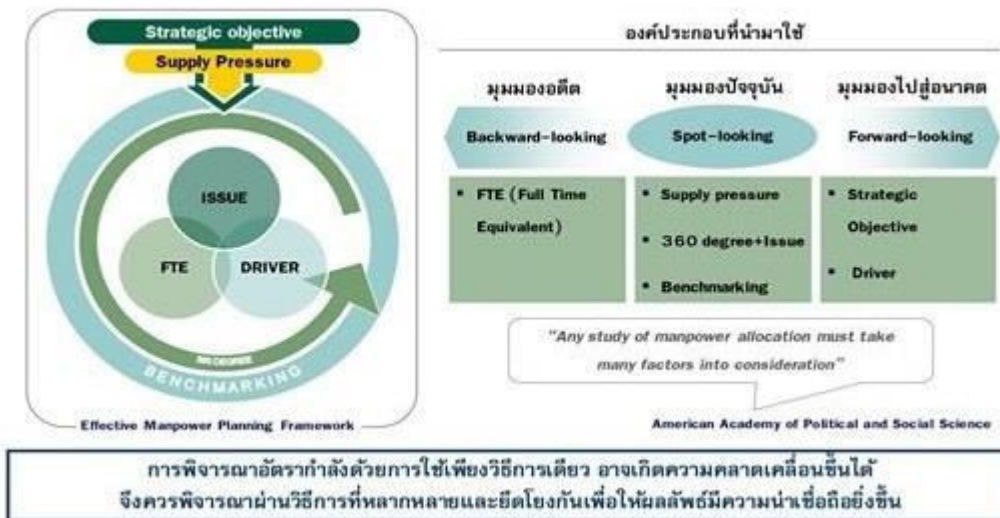 Strategic objective
Supply Pressure
ISSUE
FTE
DRIVER
360 DEGREE
BENCHMARKING
Effective Manpower Planning Framework
องค์ประกอบที่นำมาใช้
มุมมองอดีต
มุมมองปัจจุบัน
มุมมองไปสู่อนาคต
Backward-looking
Spot-looking
Forward-looking
▪ FTE (Full Time
Equivalent)
▪ Supply pressure
▪ 360 degree+Issue
▪ Benchmarking
▪ Strategic
Objective
▪ Driver
"Any study of manpower allocation must take
many factors into consideration"
American Academy of Political and Social Science
การพิจารณาอัตรากำลังด้วยการใช้เพียงวิธีการเดียว อาจเกิดความคลาดเคลื่อนขึ้นได้
จึงควรพิจารณาผ่านวิธีการที่หลากหลายและยึดโยงกันเพื่อให้ผลลัพธ์มีความน่าเชื่อถือยิ่งขึ้น